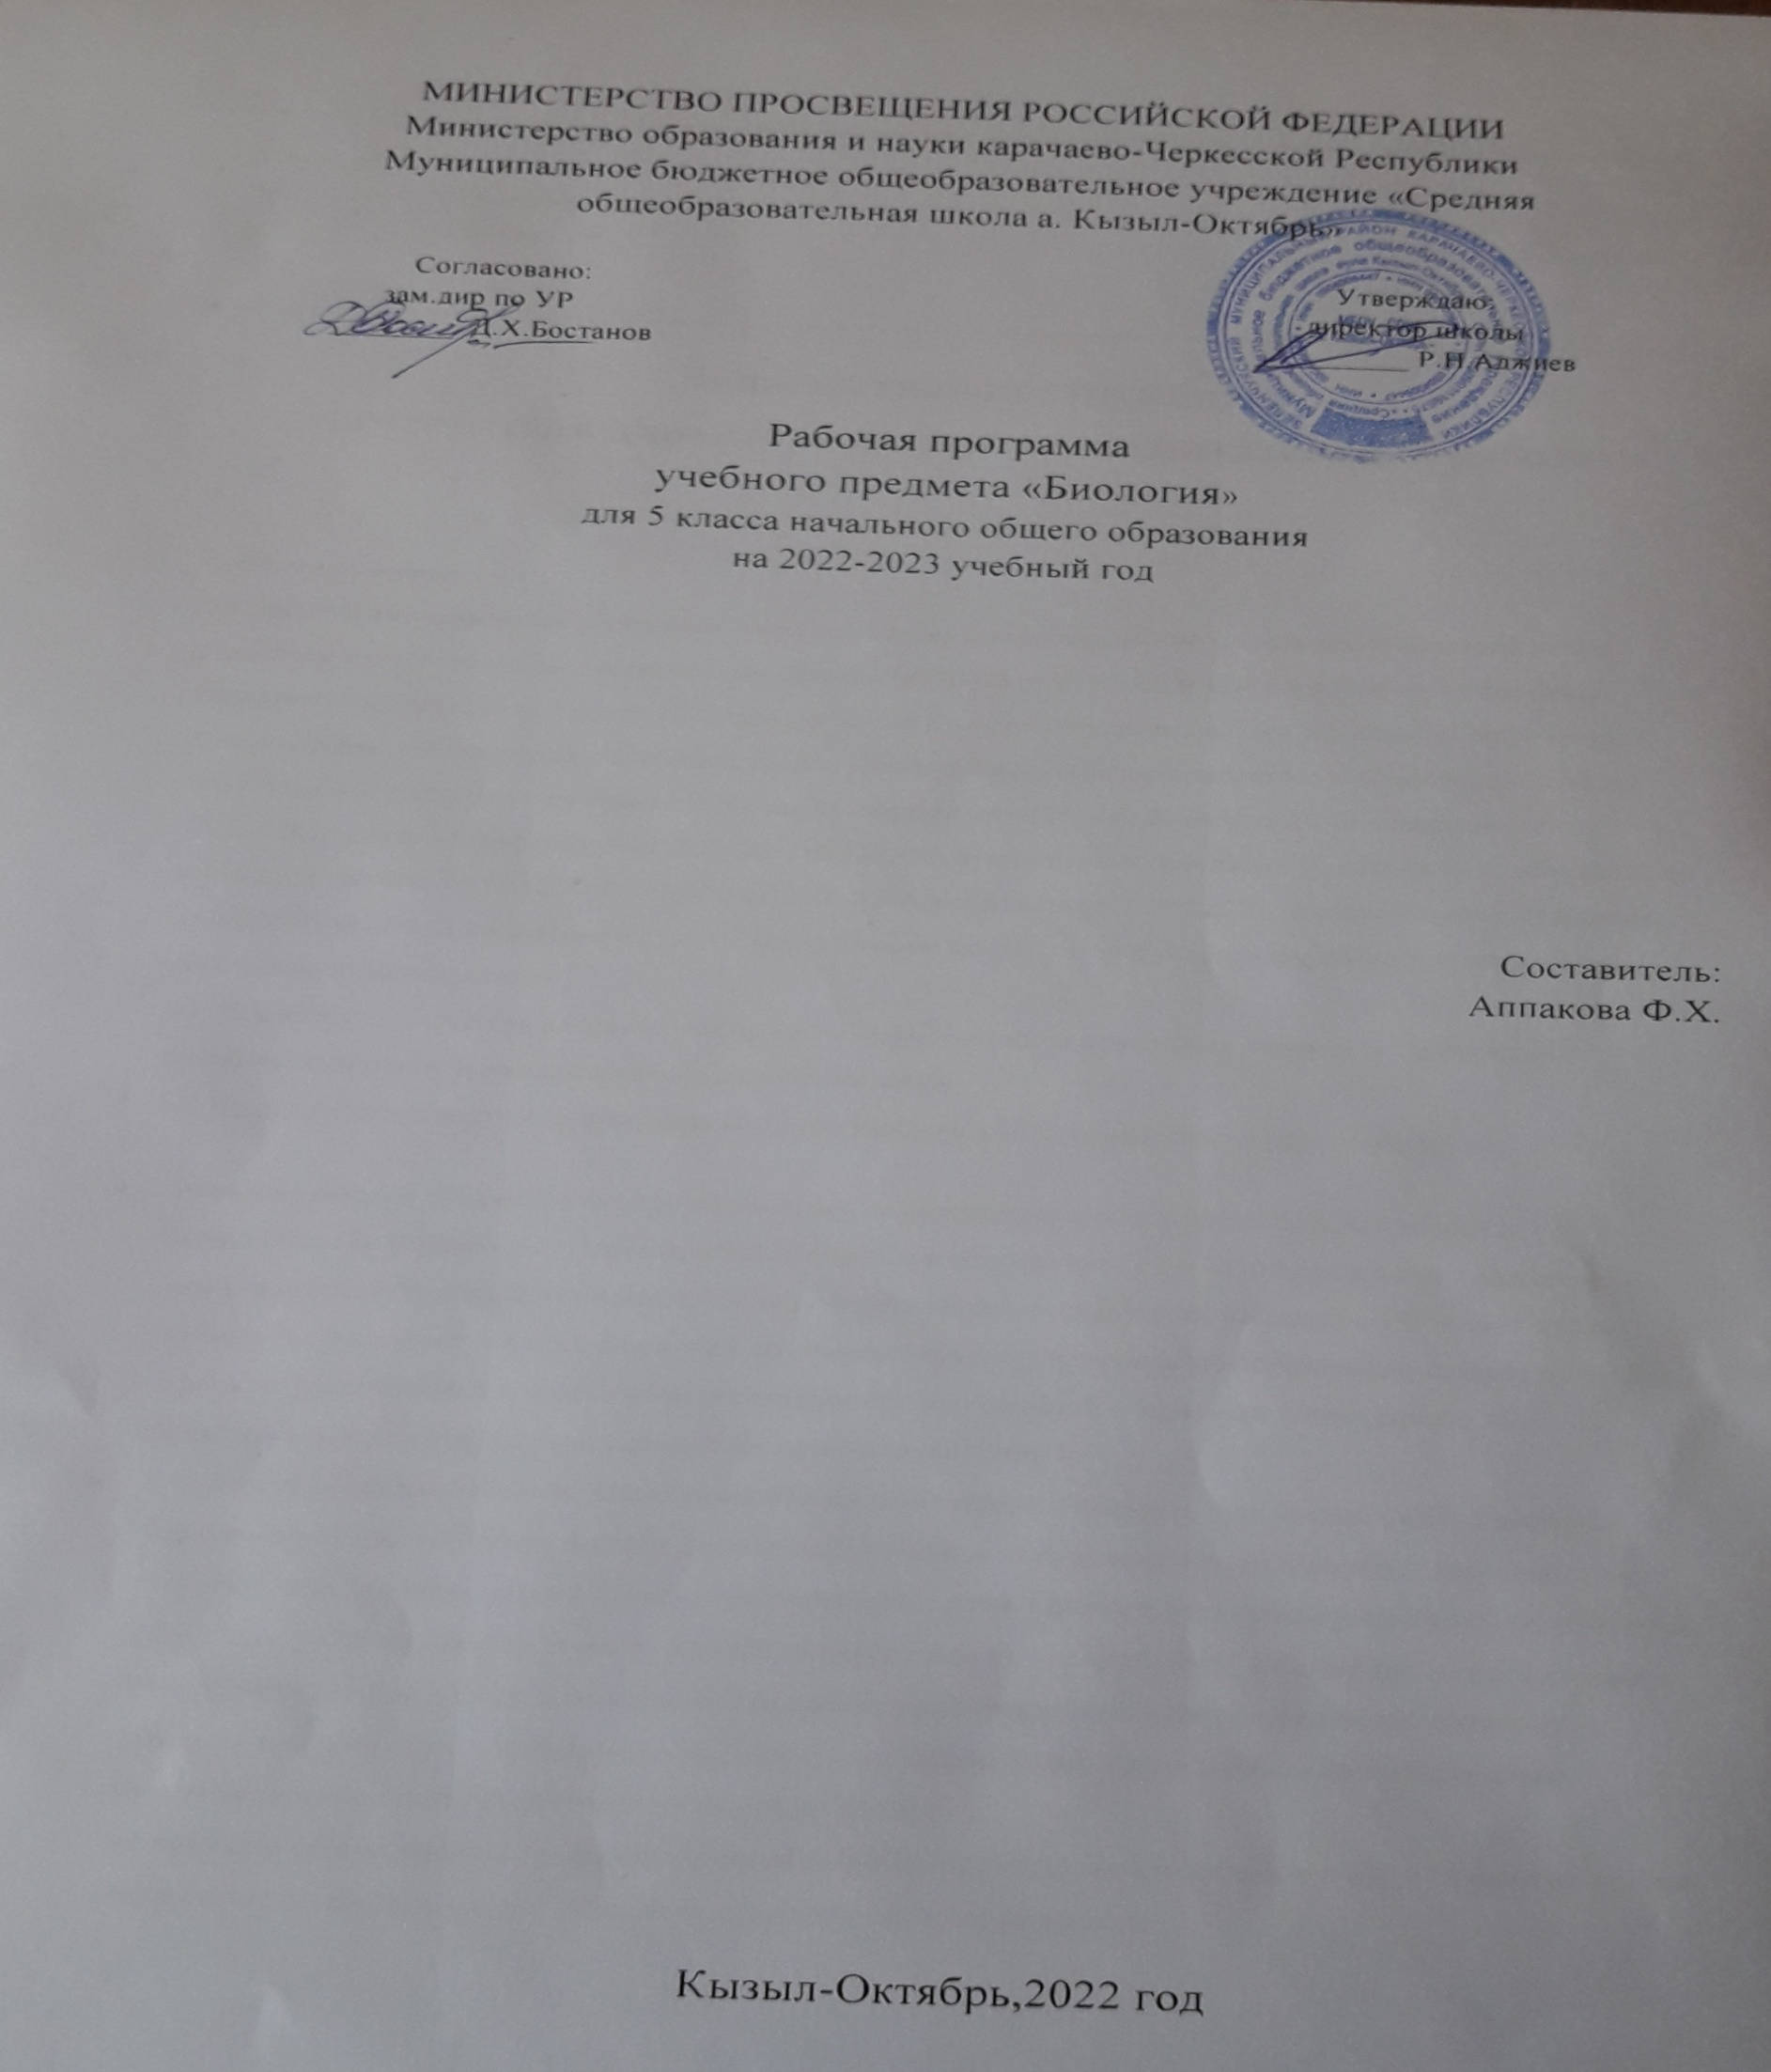 МИНИСТЕРСТВО ПРОСВЕЩЕНИЯ РОССИЙСКОЙ ФЕДЕРАЦИИ
Министерство образования и науки карачаево-Черкесской Республики
Муниципальное бюджетное общеобразовательное учреждение «Средняя
общеобразовательная школа а. Кызыл-Октябрь»
Согласовано:
зам.дир по УР
Д.Х.Бостанов
Утверждаю:
директор школы
Р.Н.Аджиев
Рабочая программа
учебного предмета «Биология»
для 5 класса начального общего образования
на 2022-2023 учебный год
Составитель:
Аппакова Ф.Х.
Кызыл-Октябрь,2022 год